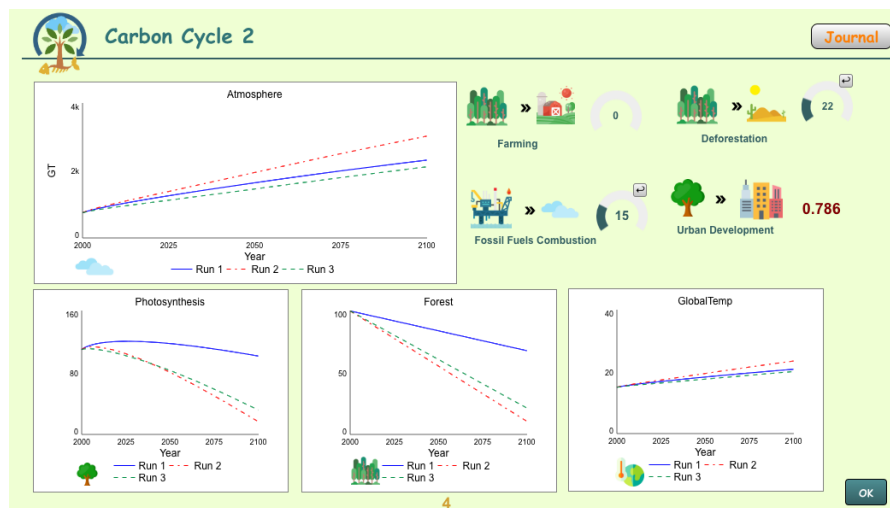 Carbon Cycle 2
Journal
Atmosphere
4k
2k
0
GT
2000 2025 2050 2075 2100
Year
Run 1 Run 2 Run 3
»
0
Farming
»
22
Deforestation
»
15
Fossil Fuels Combustion
»
0.786
Urban Development
Photosynthesis
160
80
0
2000 2025 2050 2075 2100
Year
Run 1 Run 2
Run 3
Forest
100
50
0
2000 2025 2050 2075 2100
Year
Run 1 Run 2
Run 3
GlobalTemp
40
20
0
2000 2025 2050 2075 2100
Year
Run 1 Run 2
Run 3
4
OK